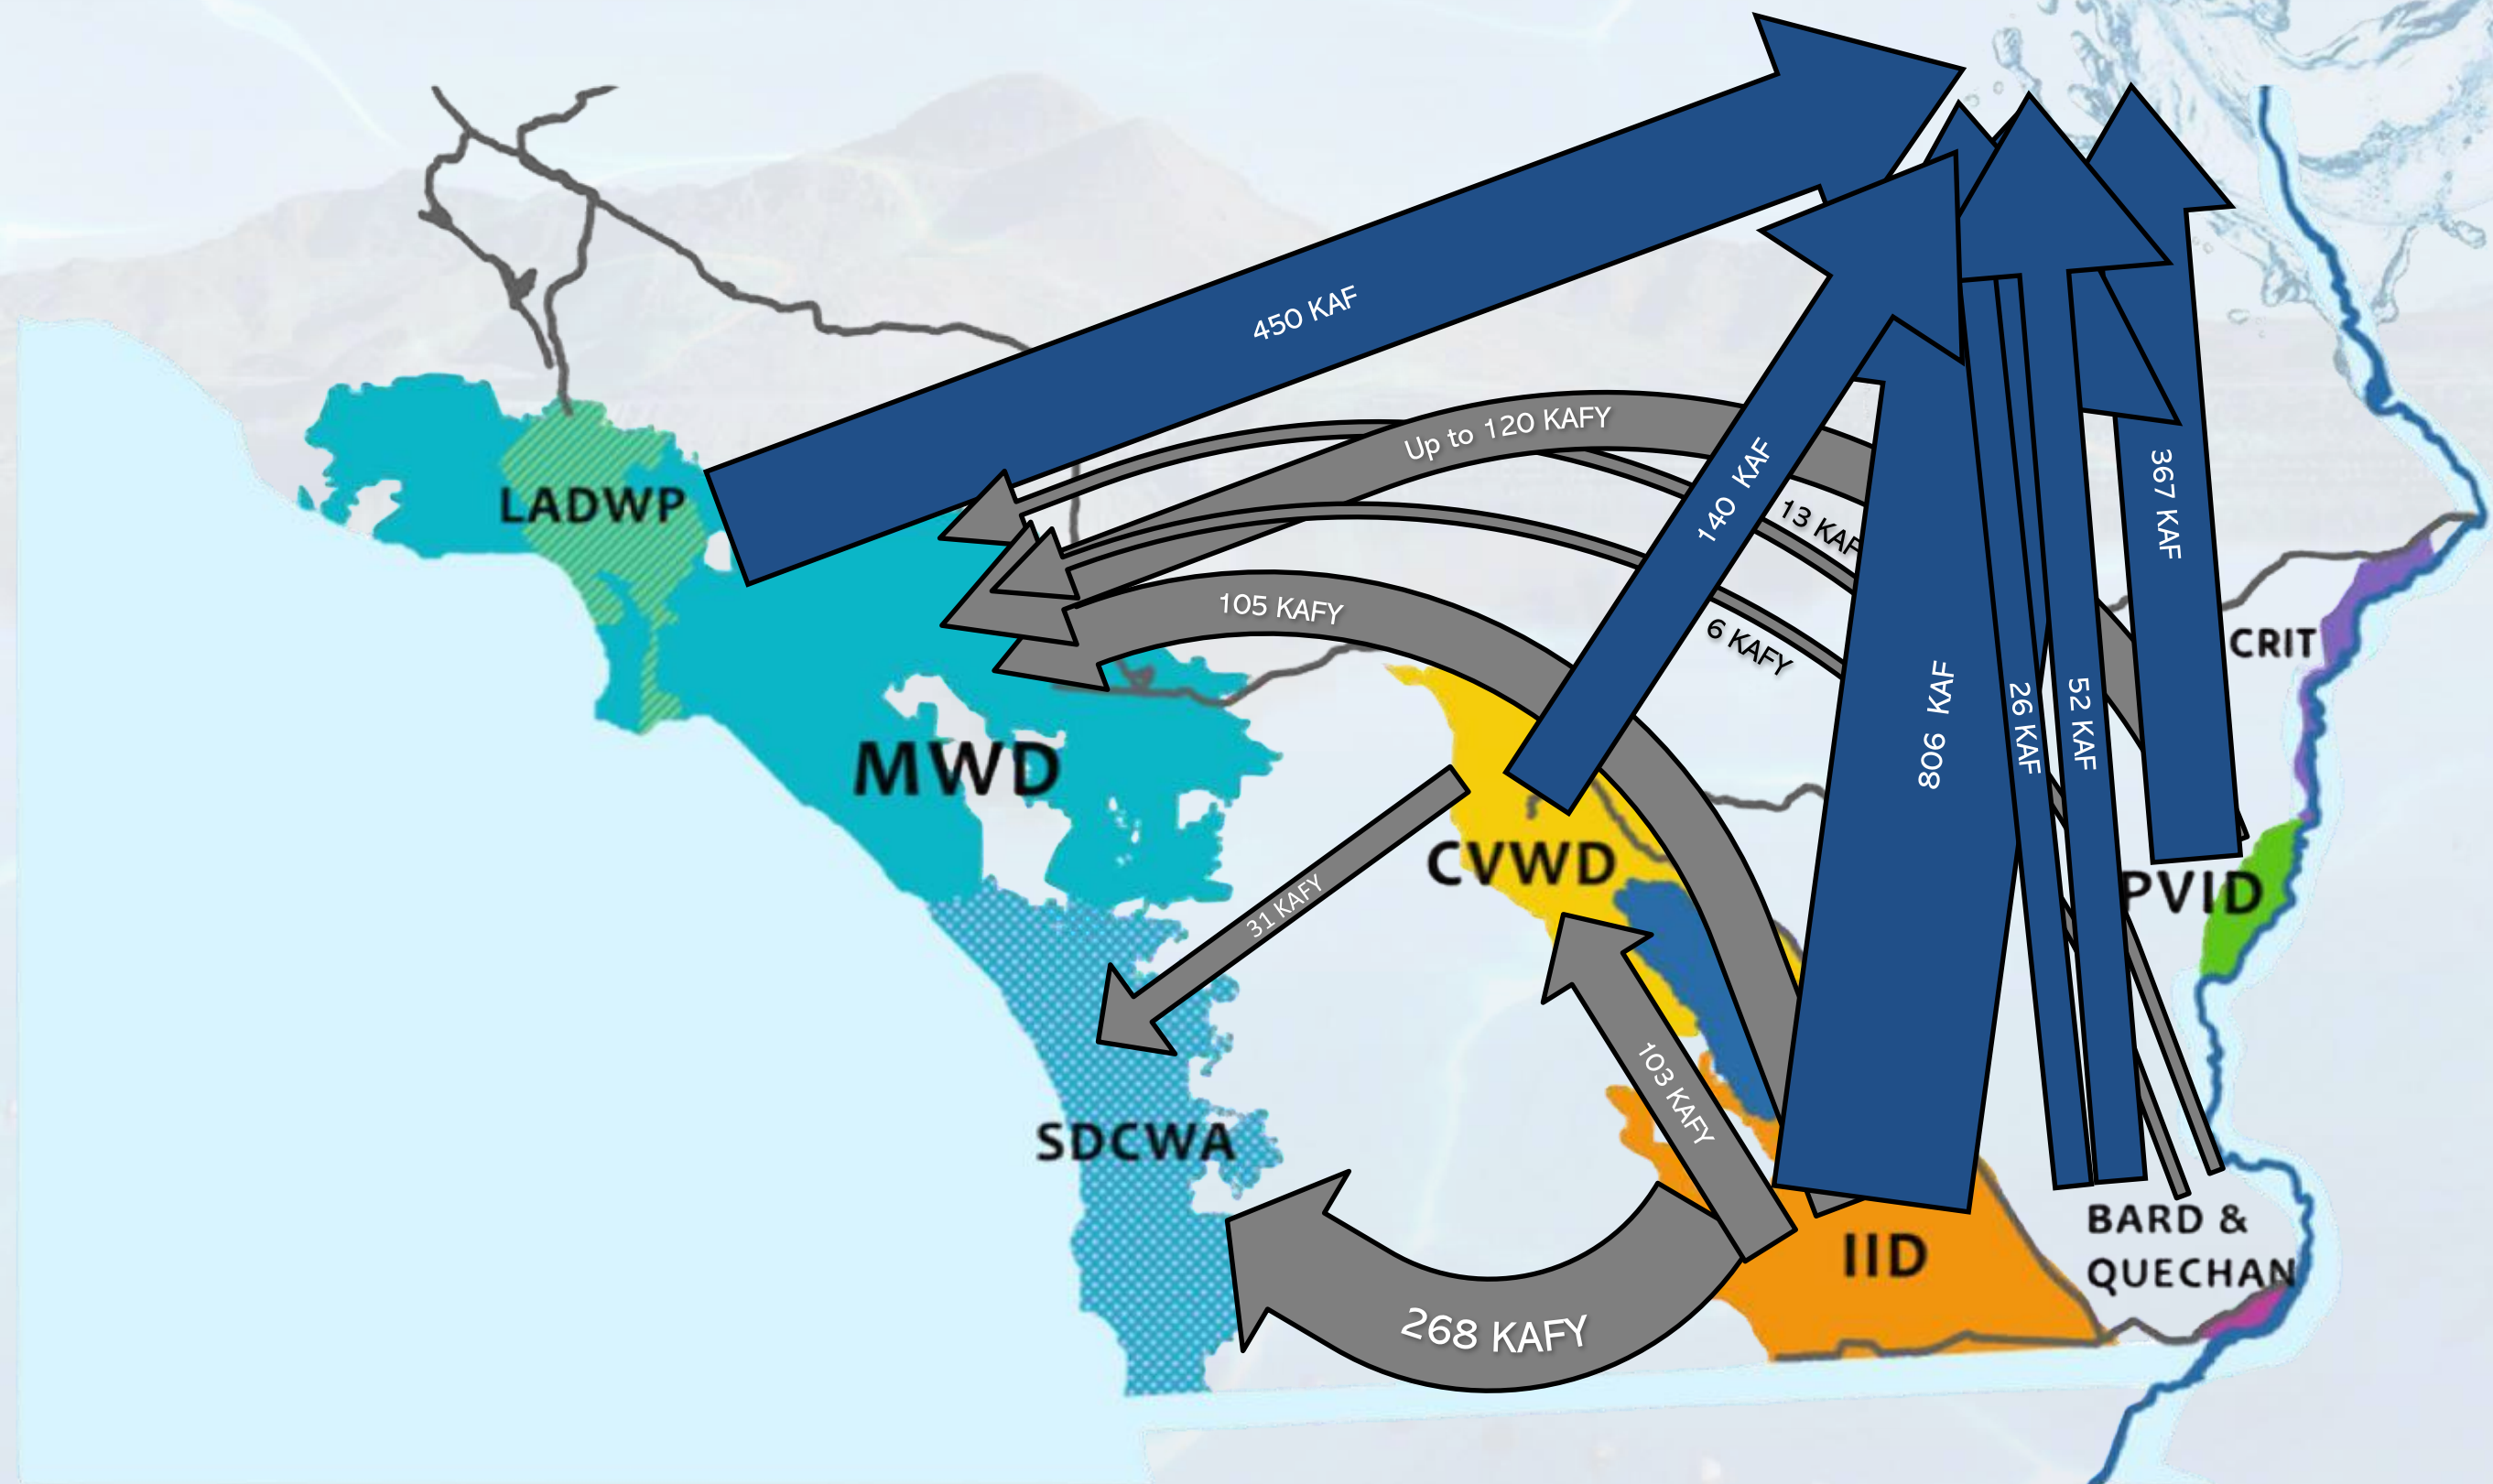 450 KAF
Up to 120 KAFY
140 KAF
13 KAF
367 KAF
LADWP
105 KAFY
6 KAFY
CRIT
806 KAF
26 KAF
52 KAF
MWD
CVWD
31 KAFY
PVID
103 KAFY
SDCWA
BARD &
QUECHAN
IID
268 KAFY